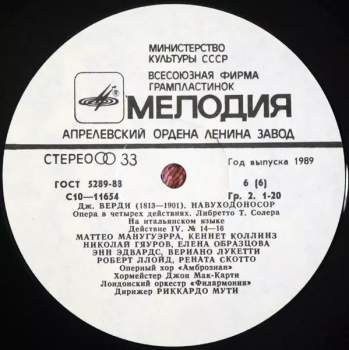 МИНИСТЕРСТВО
КУЛЬТУРЫ СССР
ВСЕСОЮЗНАЯ ФИРМА
ГРАМПЛАСТИНОК
МЕЛОДИЯ
АПРЕЛЕВСКИЙ ОРДЕНА ЛЕНИНА ЗАВОД
СТЕРЕО 33
Год выпуска 1989
ГОСТ 5289-88
6 (6)
С10—11654
Гр. 2. 1-20
Дж. ВЕРДИ (1813—1901). НАВУХОДОНОСОР
Опера в четырех действиях. Либретто Т. Солера
На итальянском языке
Действие IV. № 14—16
МАТТЕО МАНУГУЭРРА, КЕННЕТ КОЛЛИНЗ
НИКОЛАЙ ГЯУРОВ, ЕЛЕНА ОБРАЗЦОВА
ЭНН ЭДВАРДС, ВЕРИАНО ЛУКЕТТИ
РОБЕРТ ЛЛОЙД, РЕНАТА СКОТТО
Оперный хор «Амброзиан»
Хормейстер Джон Мак-Карти
Лондонский оркестр «Филармония»
Дирижер РИККАРДО МУТИ